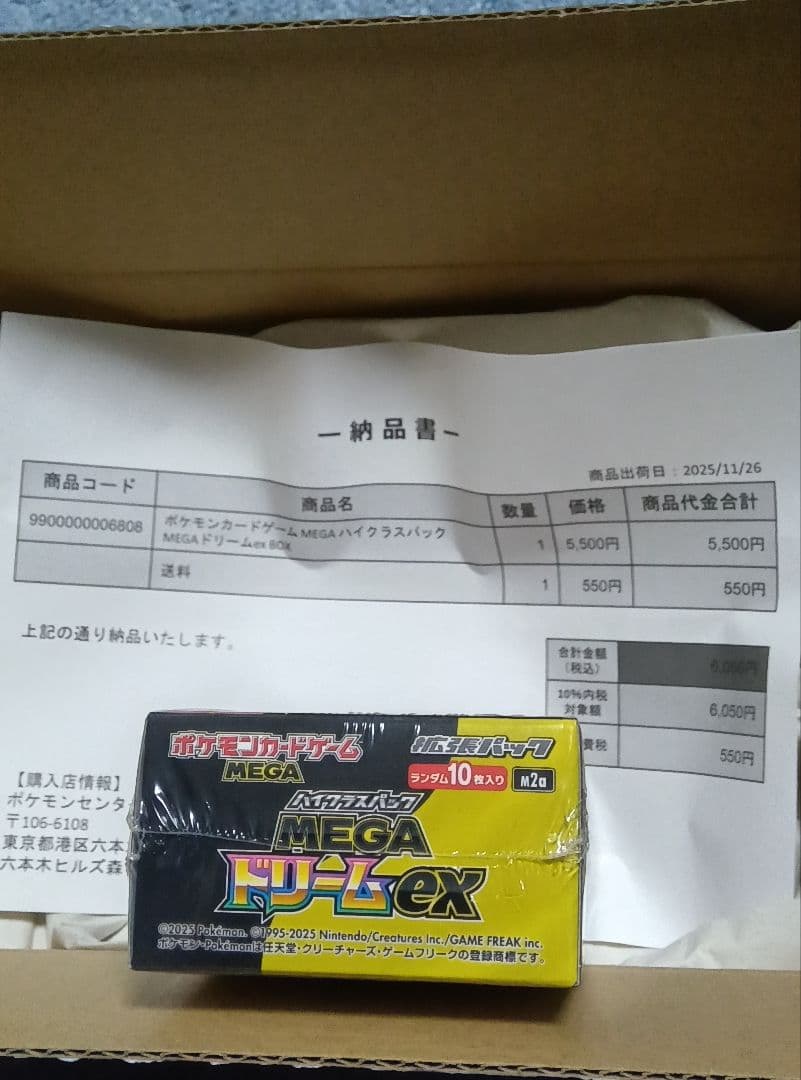 ー納品書ー
商品出荷日：2025/11/26
商品コード 商品名 数量 価格 商品代金合計
9900000006808 ポケモンカードゲーム MEGA ハイクラスパック
MEGAドリームex BOX 1 5,500円 5,500円
送料 1 550円 550円
上記の通り納品いたします。
合計金額
(税込)
10%内税
対象額 6,050円
費税 550円
【購入店情報】
ポケモンセンタ
〒106-6108
東京都港区六本
六本木ヒルズ森
ポケモンカードゲーム
MEGA
拡張パック
ランダム10枚入り M2a
ハイクラスパック
MEGA
ドリームex
©2025 Pokémon. ©1995-2025 Nintendo/Creatures Inc./GAME FREAK inc.
ポケモン・Pokémonは任天堂・クリーチャーズ・ゲームフリークの登録商標です。